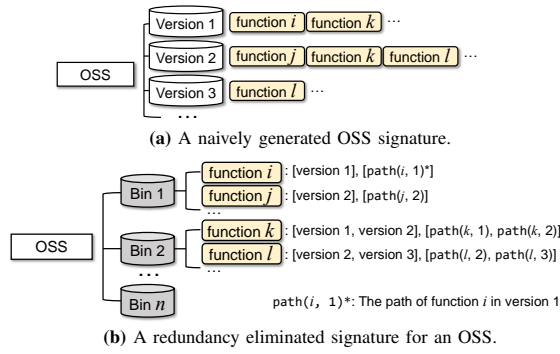 Version 1 function i function k ...
OSS Version 2 function j function k function l ...
Version 3 function l ...
...
(a) A naively generated OSS signature.
function i : [version 1], [path(i, 1)*]
Bin 1
function j : [version 2], [path(j, 2)]
...
function k : [version 1, version 2], [path(k, 1), path(k, 2)]
OSS Bin 2
function l : [version 2, version 3], [path(l, 2), path(l, 3)]
... ...
Bin n
path(i, 1)*: The path of function i in version 1
(b) A redundancy eliminated signature for an OSS.